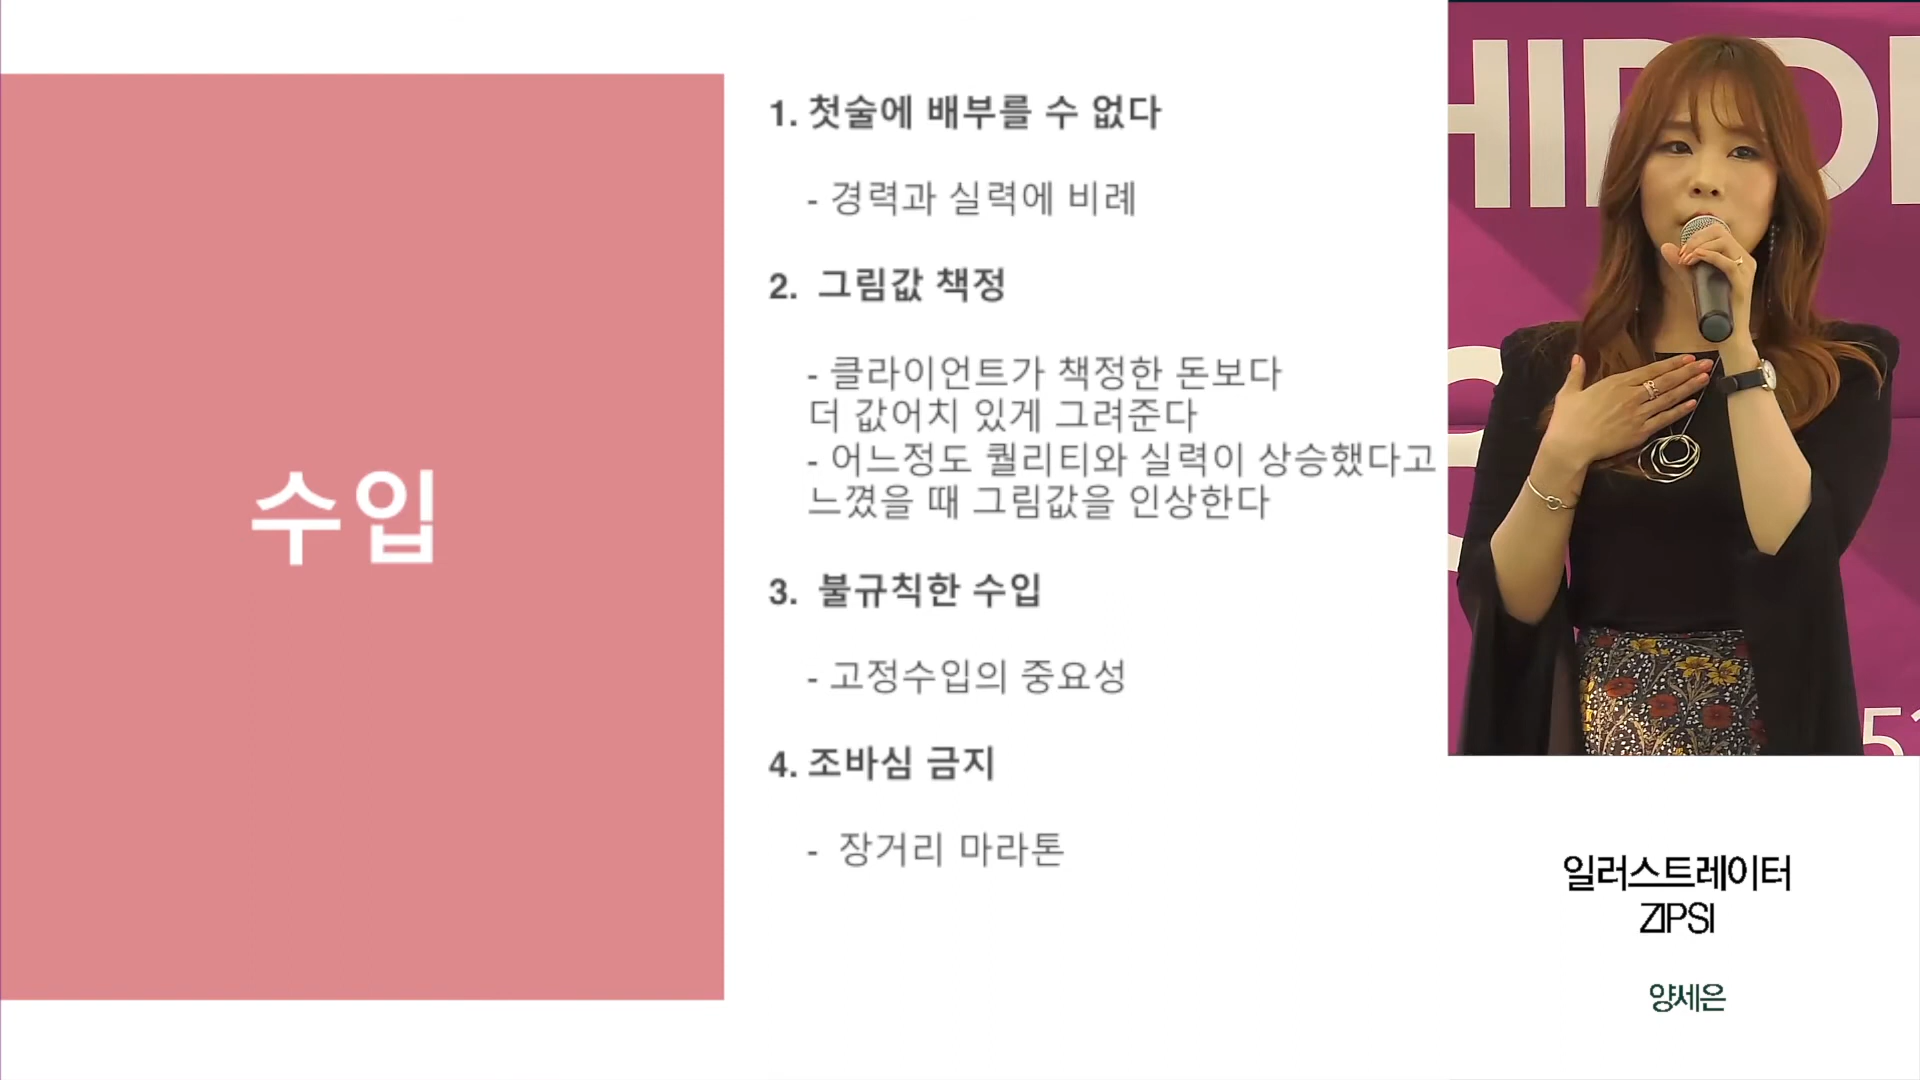 수입
1. 첫술에 배부를 수 없다
- 경력과 실력에 비례
2. 그림값 책정
- 클라이언트가 책정한 돈보다
더 값어치 있게 그려준다
- 어느정도 퀄리티와 실력이 상승했다고
느꼈을 때 그림값을 인상한다
3. 불규칙한 수입
- 고정수입의 중요성
4. 조바심 금지
- 장거리 마라톤
일러스트레이터
ZIPSI
양세은